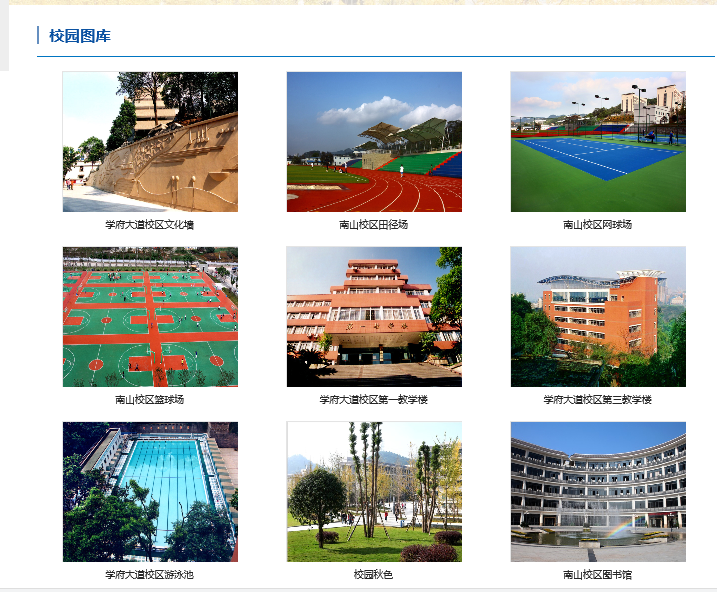 校园图库
学府大道校区文化墙
南山校区田径场
南山校区网球场
南山校区篮球场
学府大道校区第一教学楼
学府大道校区第三教学楼
学府大道校区游泳池
校园秋色
南山校区图书馆